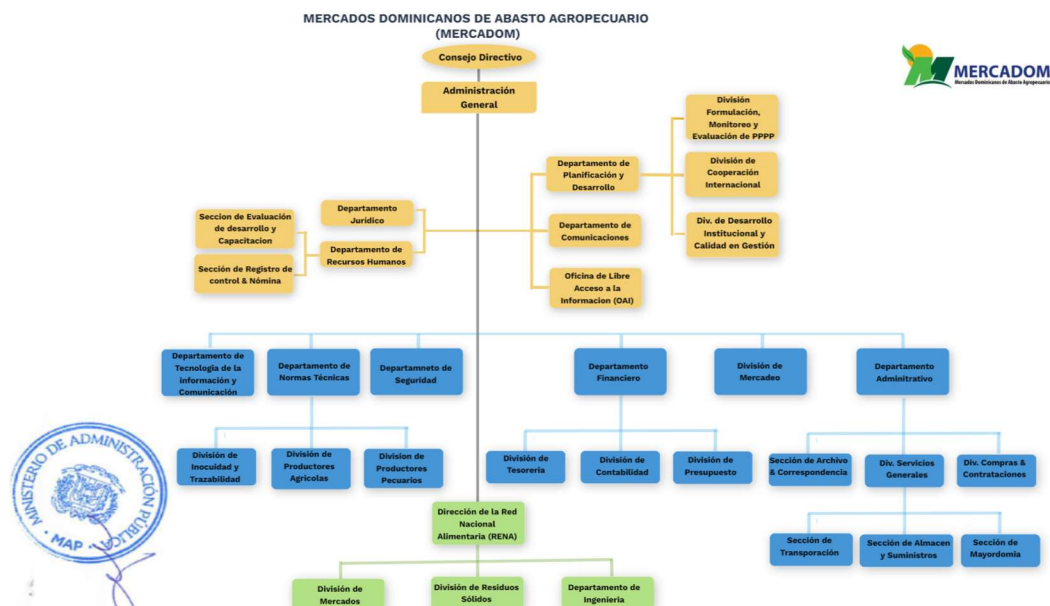 MERCADOS DOMINICANOS DE ABASTO AGROPECUARIO
(MERCADOM)
Consejo Directivo
MERCADOM
Mercados Dominicanos de Abasto Agropecuario
Administración
General
División
Formulación,
Monitoreo y
Evaluación de PPPP
Departamento de
Planificación y
Desarrollo
División de
Cooperación
Internacional
Departamento
Jurídico
Seccion de Evaluación
de desarrollo y
Capacitacion
Departamento de
Comunicaciones
Div. de Desarrollo
Institucional y
Calidad en Gestión
Departamento de
Recursos Humanos
Sección de Registro de
control & Nómina
Oficina de Libre
Acceso a la
Informacion (OAI)
Departamento de
Tecnologia de la
información y
Comunicación
Departamento de
Normas Técnicas
Departamneto de
Seguridad
Departamento
Financiero
División de
Mercadeo
Departamento
Adminitrativo
División de
Inocuidad y
Trazabilidad
División de
Productores
Agricolas
Division de
Productores
Pecuarios
División de
Tesoreria
División de
Contabilidad
División de
Presupuesto
Sección de Archivo
& Correspondencia
Div. Servicios
Generales
Div. Compras &
Contrataciones
MINISTERIO DE ADMINISTRACIÓN PÚBLICA
MAP
Dirección de la Red
Nacional
Alimentaria (RENA)
Sección de
Transporación
Sección de Almacen
y Suministros
Sección de
Mayordomia
División de
Mercados
División de Residuos
Sólidos
Departamento de
Ingenieria